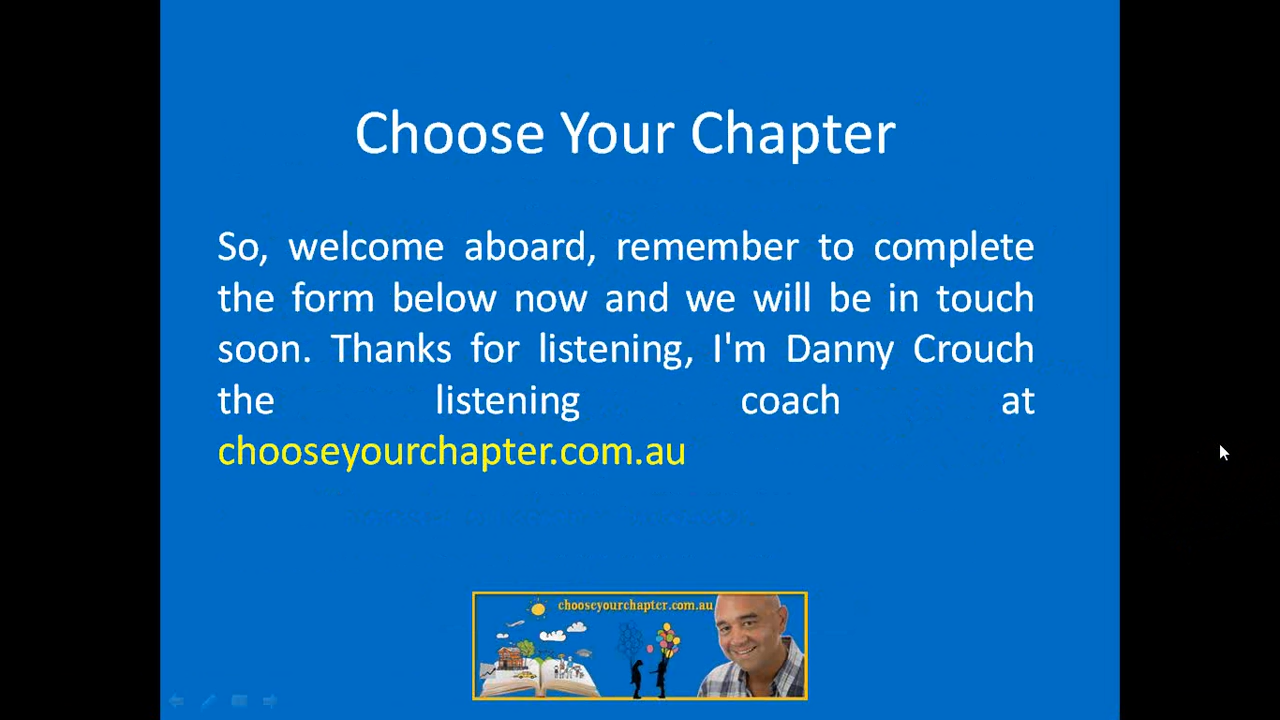 Choose Your Chapter
So, welcome aboard, remember to complete
the form below now and we will be in touch
soon. Thanks for listening, I'm Danny Crouch
the listening coach at
chooseyourchapter.com.au
chooseyourchapter.com.au